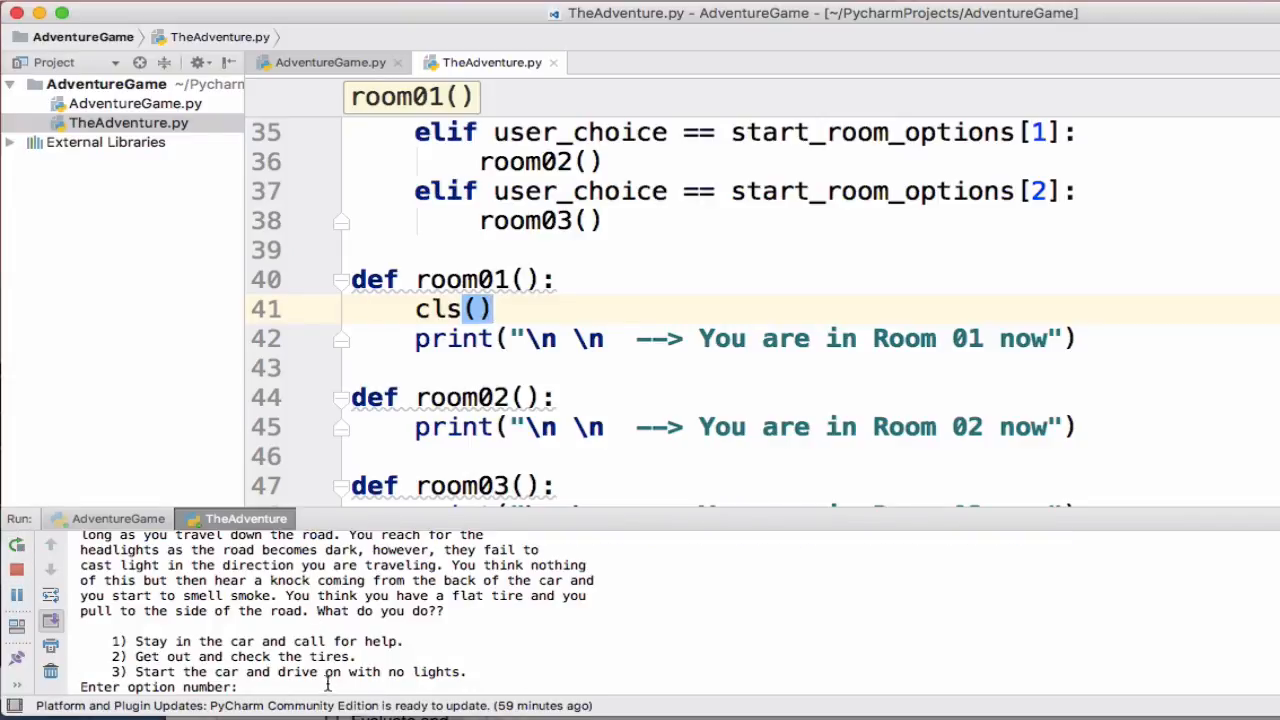 TheAdventure.py - AdventureGame - [~/PycharmProjects/AdventureGame]
AdventureGame TheAdventure.py
Project AdventureGame.py TheAdventure.py
AdventureGame ~/Pycharm
AdventureGame.py
TheAdventure.py
External Libraries
room01()
35 elif user_choice == start_room_options[1]:
36 room02()
37 elif user_choice == start_room_options[2]:
38 room03()
39
40 def room01():
41 cls()
42 print("\n \n --> You are in Room 01 now")
43
44 def room02():
45 print("\n \n --> You are in Room 02 now")
46
47 def room03():
Run: AdventureGame TheAdventure
long as you travel down the road. You reach for the
headlights as the road becomes dark, however, they fail to
cast light in the direction you are traveling. You think nothing
of this but then hear a knock coming from the back of the car and
you start to smell smoke. You think you have a flat tire and you
pull to the side of the road. What do you do??
1) Stay in the car and call for help.
2) Get out and check the tires.
3) Start the car and drive on with no lights.
Enter option number:
Platform and Plugin Updates: PyCharm Community Edition is ready to update. (59 minutes ago)